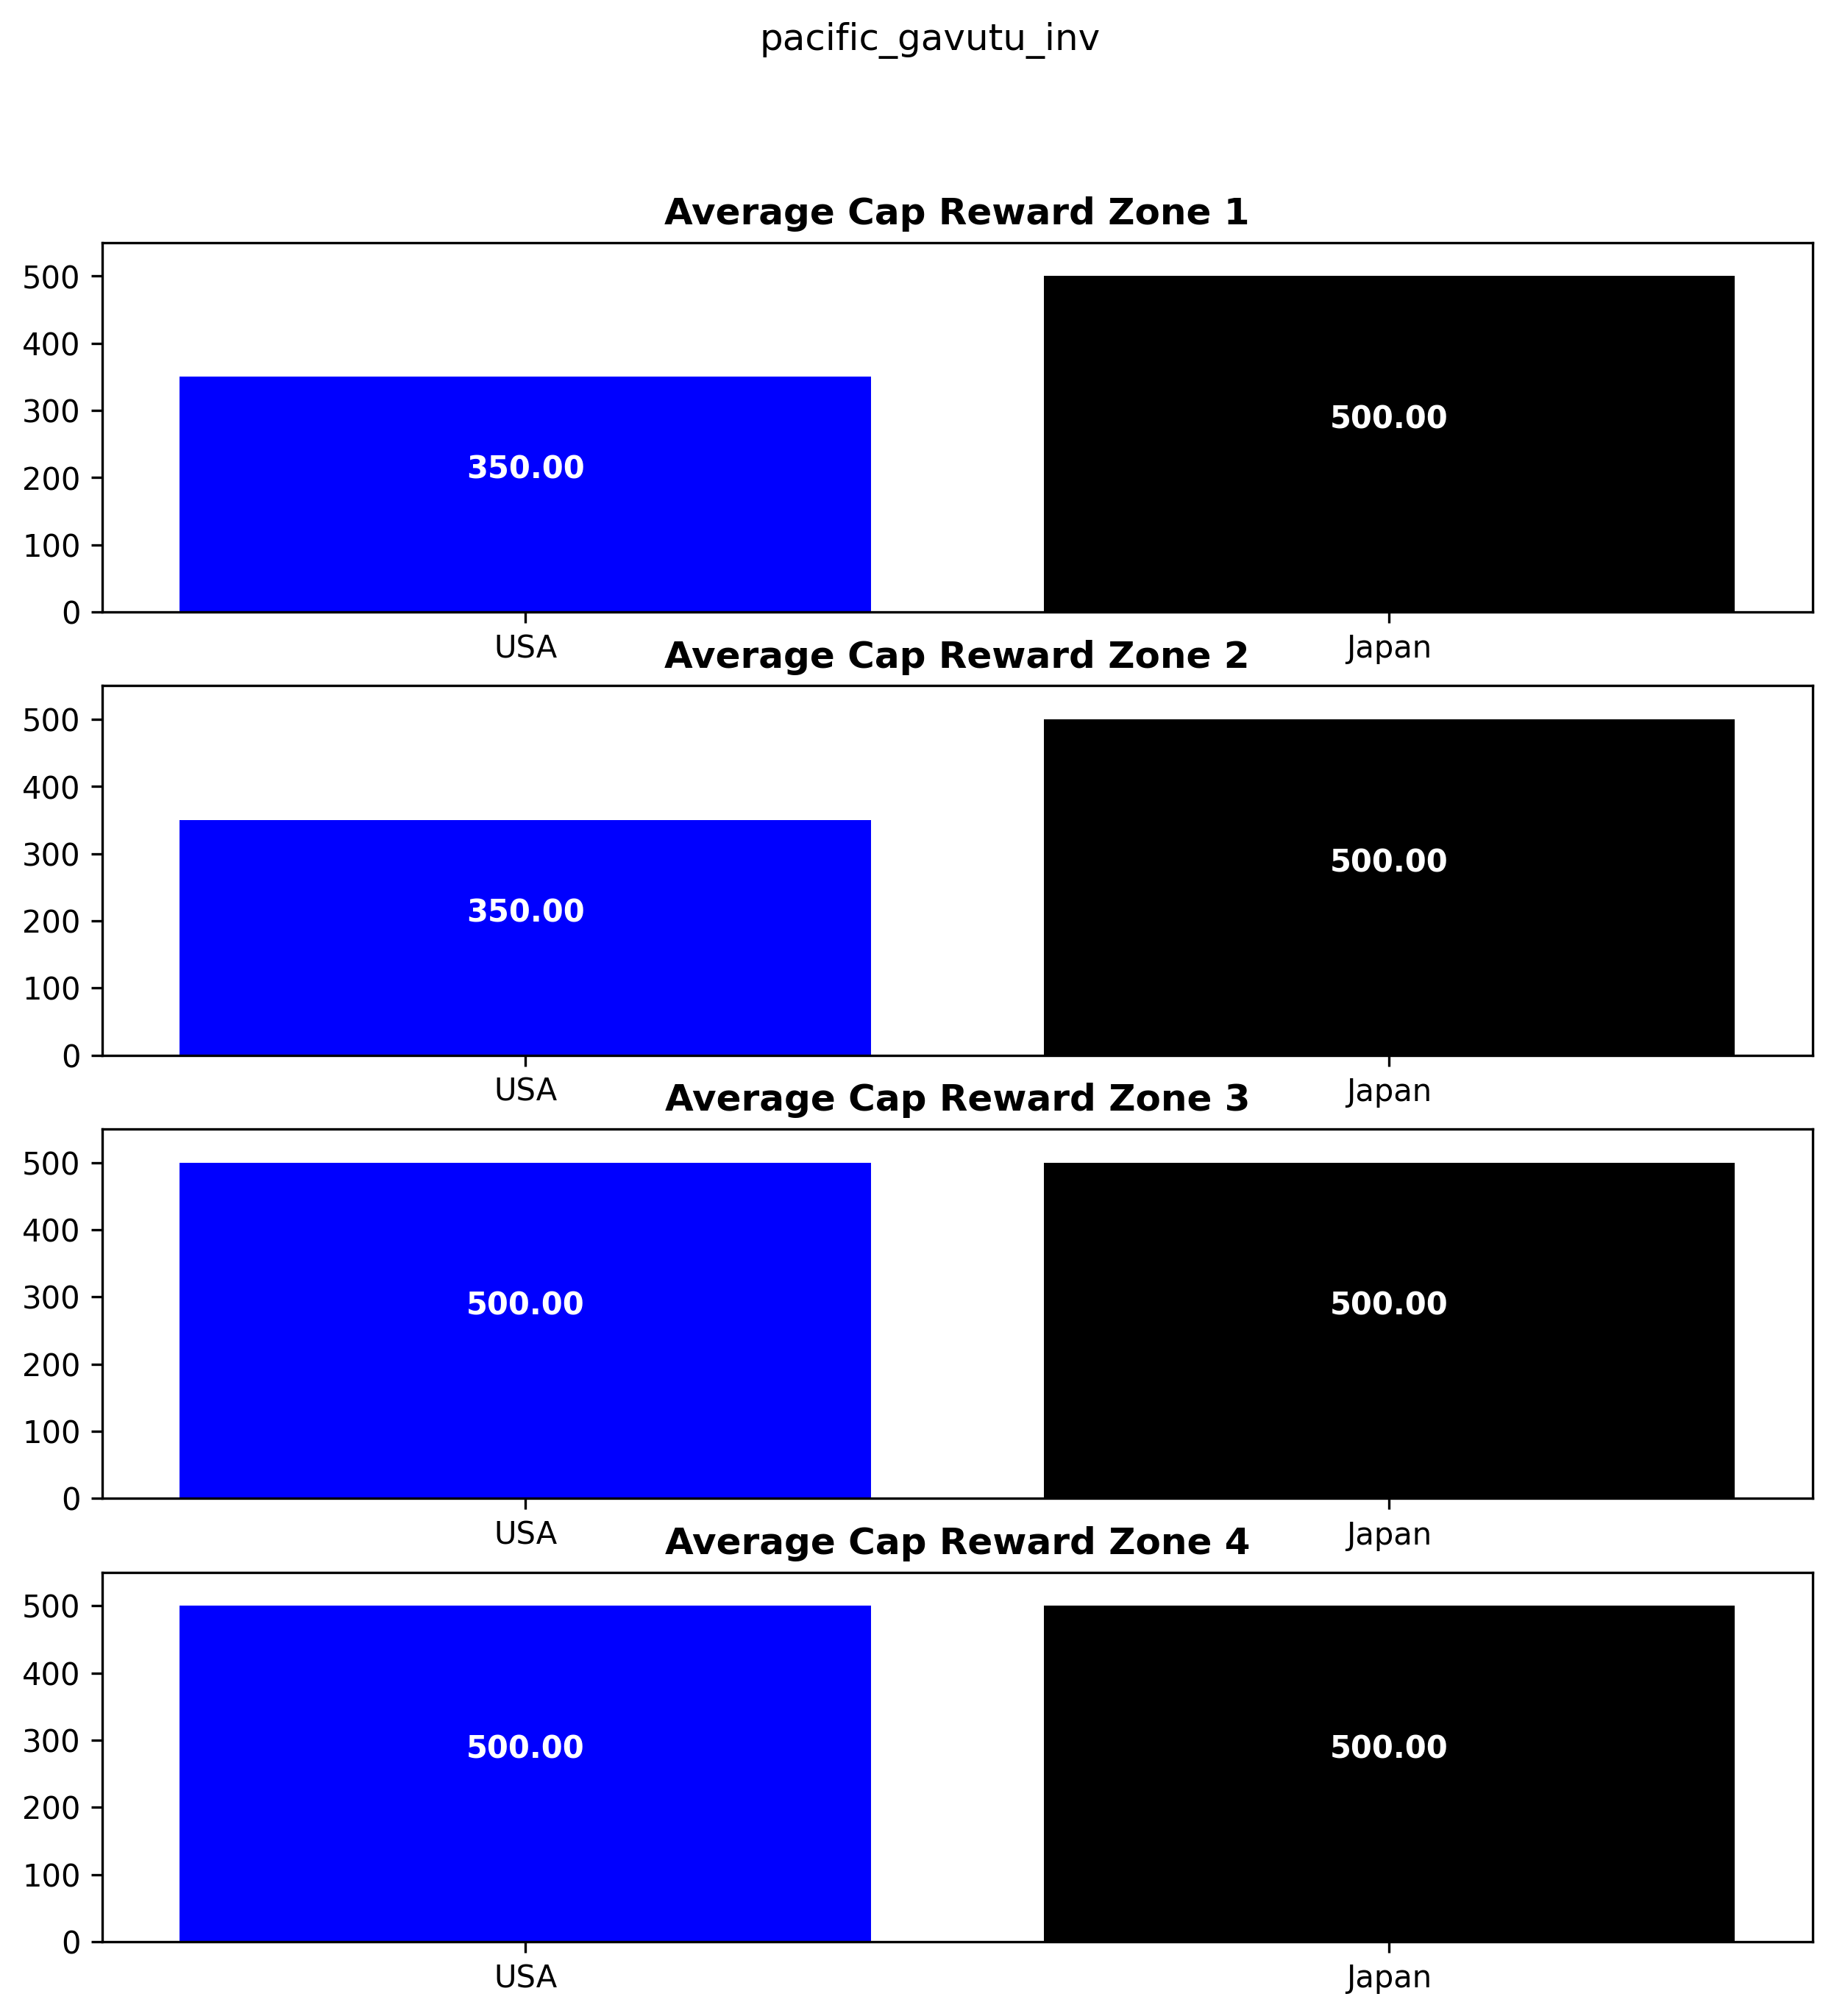 pacific_gavutu_inv
Average Cap Reward Zone 1
500
400
300
200
100
0
350.00
500.00
USA
Japan
Average Cap Reward Zone 2
500
400
300
200
100
0
350.00
500.00
USA
Japan
Average Cap Reward Zone 3
500
400
300
200
100
0
500.00
500.00
USA
Japan
Average Cap Reward Zone 4
500
400
300
200
100
0
500.00
500.00
USA
Japan